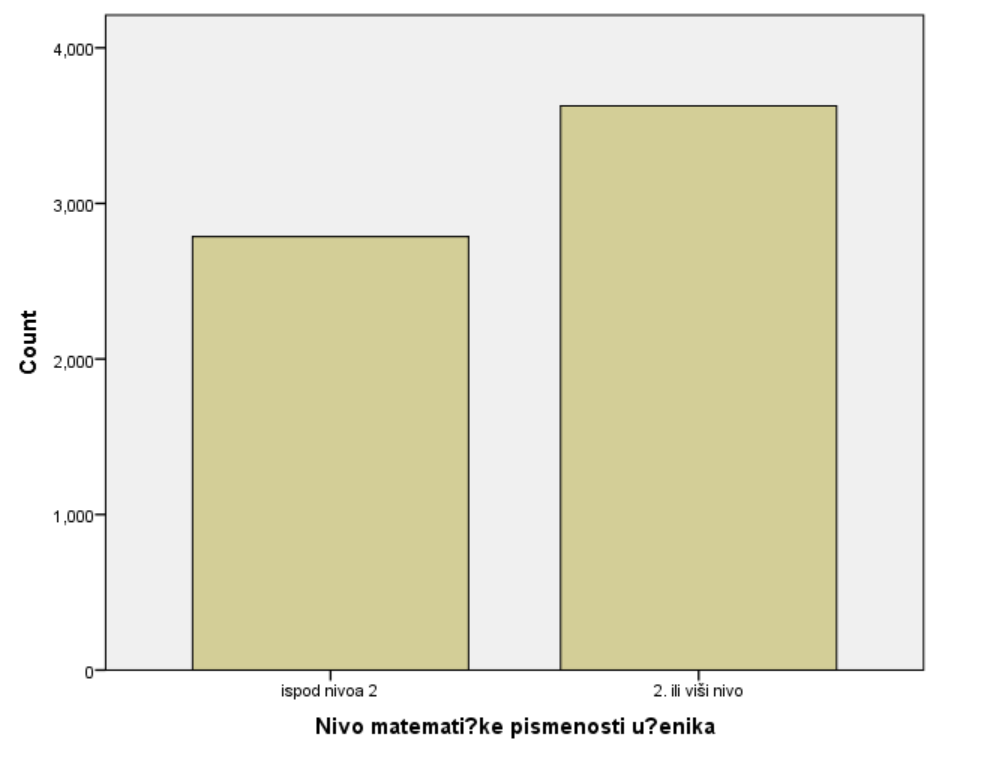 4,000
3,000
2,000
1,000
0
Count
ispod nivoa 2
2. ili viši nivo
Nivo matemati?ke pismenosti u?enika